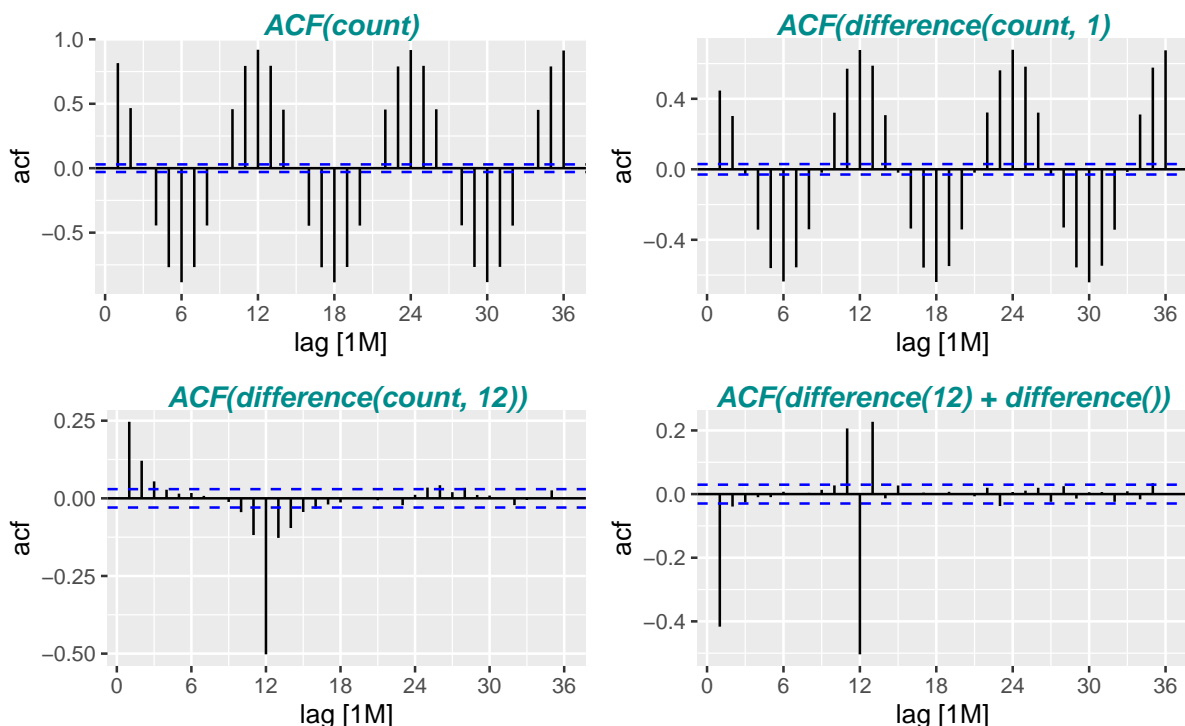 ACF(count)
1.0
0.5
0.0
−0.5
acf
0 6 12 18 24 30 36
lag [1M]
ACF(difference(count, 1)
0.4
0.0
−0.4
acf
0 6 12 18 24 30 36
lag [1M]
ACF(difference(count, 12))
0.25
0.00
−0.25
−0.50
acf
0 6 12 18 24 30 36
lag [1M]
ACF(difference(12) + difference())
0.2
0.0
−0.2
−0.4
acf
0 6 12 18 24 30 36
lag [1M]